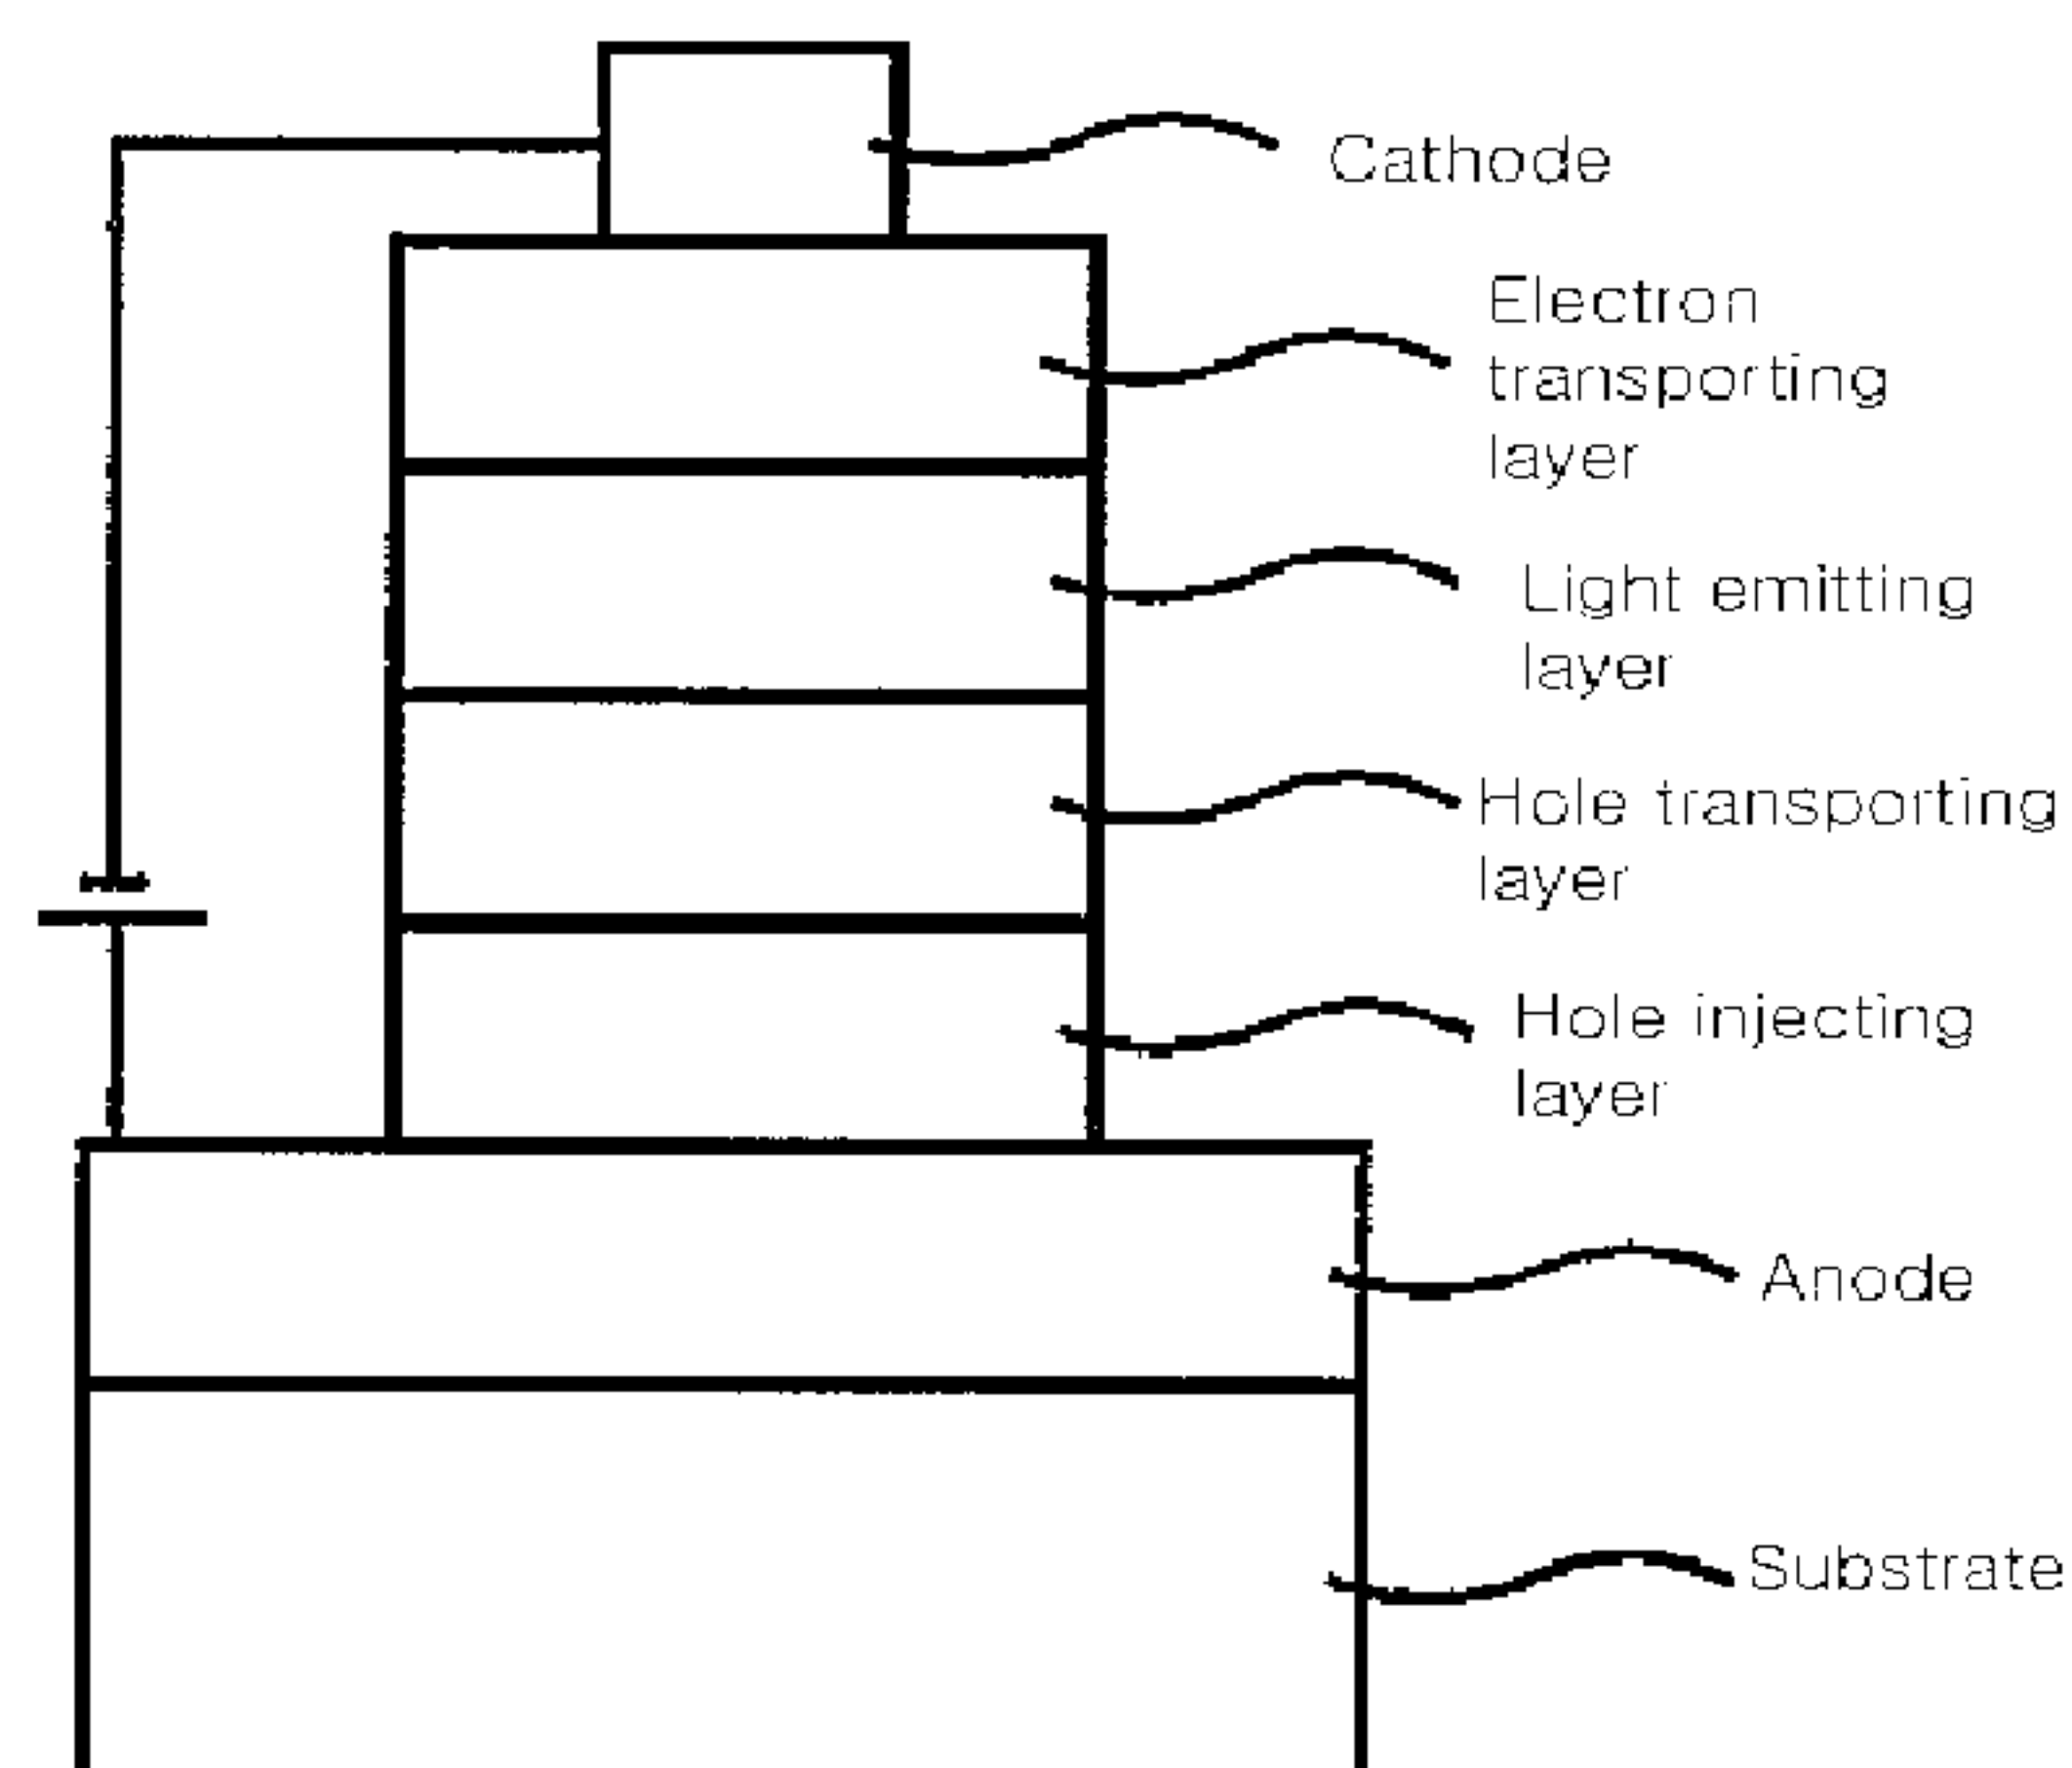 Cathode
Electron
transporting
layer
Light emitting
layer
Hole transporting
layer
Hole injecting
layer
Anode
Substrate